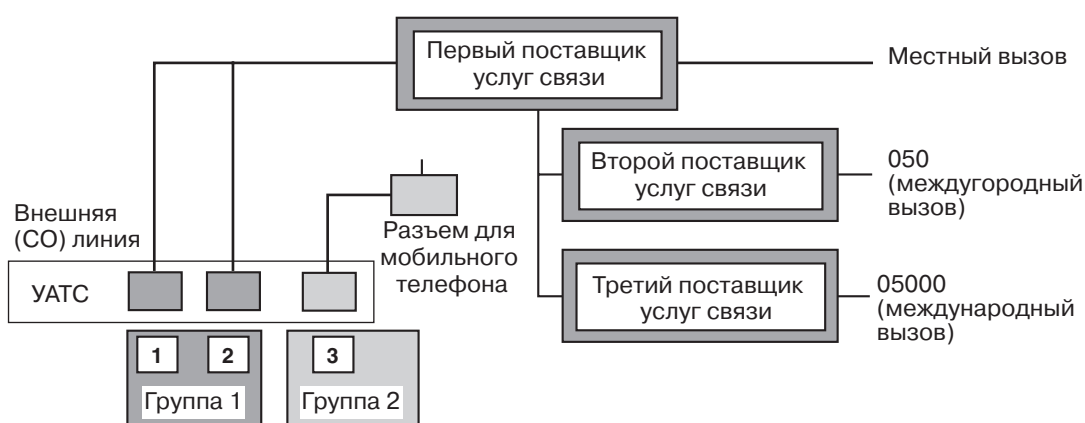 Первый поставщик
услуг связи
Местный вызов
Второй поставщик
услуг связи
050
(междугородный
вызов)
Внешняя
(СО) линия
Разъем для
мобильного
телефона
УАТС
Третий поставщик
услуг связи
05000
(международный
вызов)
1 2 3
Группа 1 Группа 2